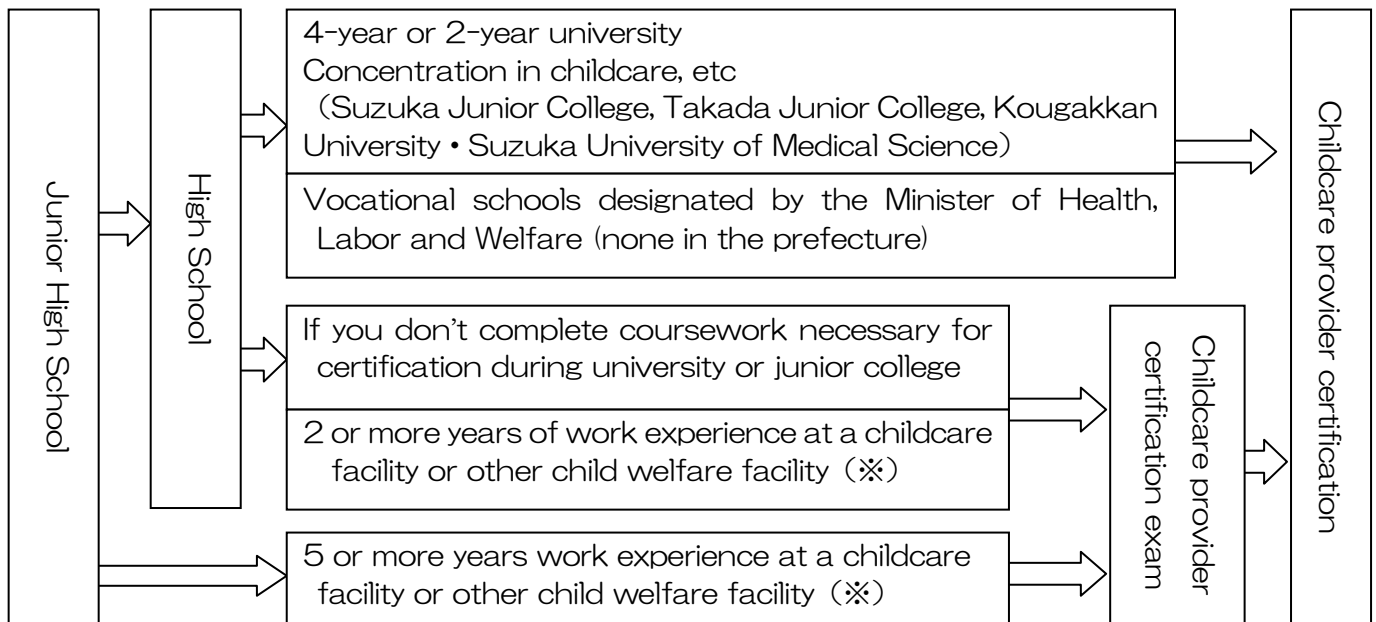 Junior High School
High School
4-year or 2-year university
Concentration in childcare, etc
（Suzuka Junior College, Takada Junior College, Kougakkan
University・Suzuka University of Medical Science）
Vocational schools designated by the Minister of Health,
Labor and Welfare (none in the prefecture)
If you don't complete coursework necessary for
certification during university or junior college
2 or more years of work experience at a childcare
facility or other child welfare facility（※）
5 or more years work experience at a childcare
facility or other child welfare facility（※）
Childcare provider
certification exam
Childcare provider certification